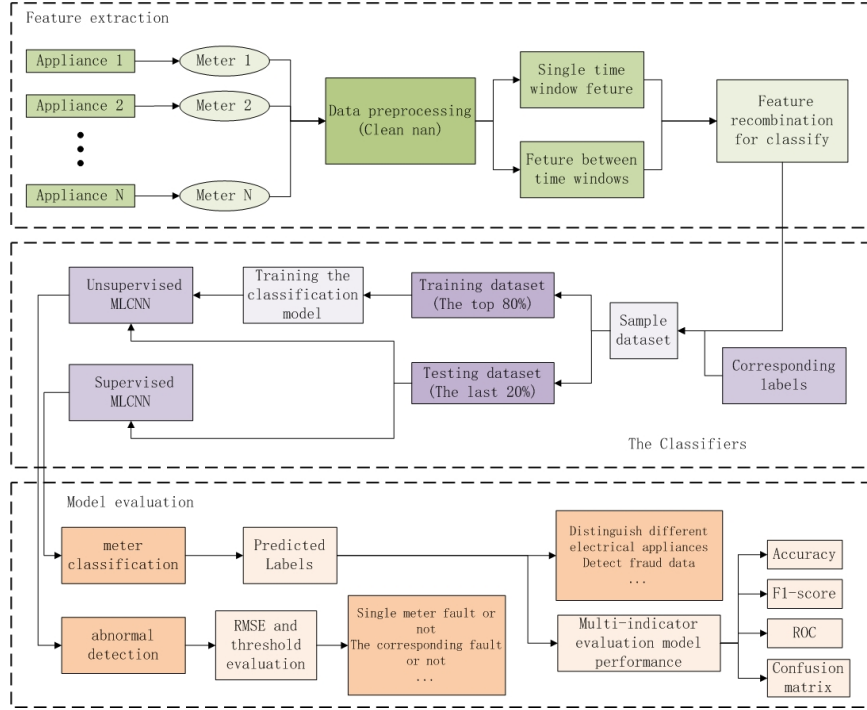 Feature extraction
Appliance 1
Meter 1
Appliance 2
Meter 2
Appliance N
Meter N
Data preprocessing
(Clean nan)
Single time
window feture
Feture between
time windows
Feature
recombination
for classify
Unsupervised
MLCNN
Training the
classification
model
Training dataset
(The top 80%)
Sample
dataset
Supervised
MLCNN
Testing dataset
(The last 20%)
Corresponding
labels
The Classifiers
Model evaluation
meter
classification
Predicted
Labels
Distinguish different
electrical appliances
Detect fraud data
...
Accuracy
F1-score
ROC
Confusion
matrix
abnormal
detection
RMSE and
threshold
evaluation
Single meter fault or
not
The corresponding fault
or not
...
Multi-indicator
evaluation model
performance